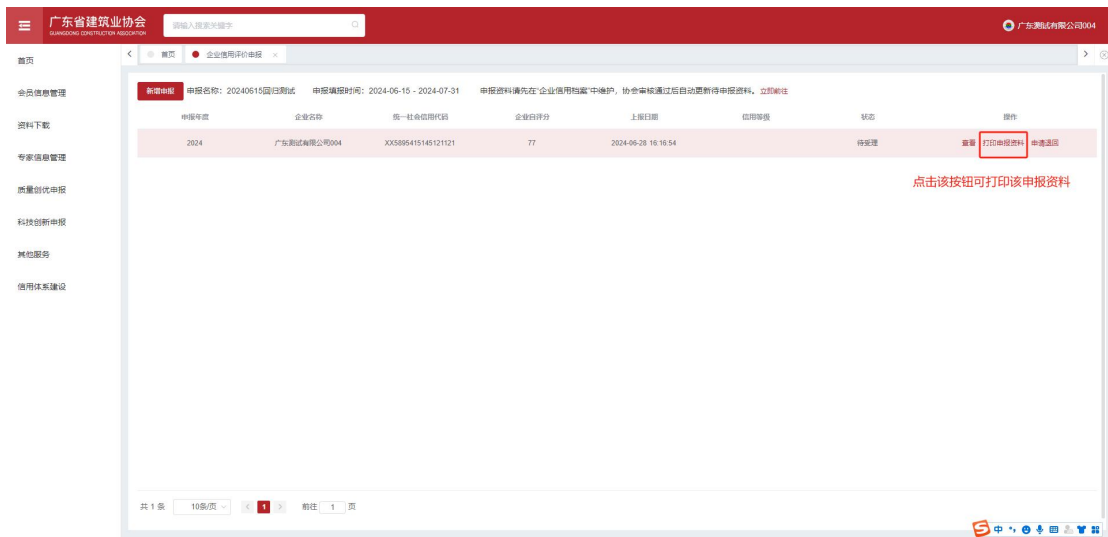 广东省建筑业协会
GUANGDONG CONSTRUCTION ASSOCIATION
请输入搜索关键字
广东测试有限公司004
首页
会员信息管理
资料下载
专家信息管理
质量创优申报
科技创新申报
其他服务
信用体系建设
首页 企业信用评价申报 ×
新增申报 申报名称：20240615回归测试 申报填报时间：2024-06-15 - 2024-07-31 申报资料请先在“企业信用档案”中维护，协会审核通过后自动更新待申报资料。立即前往
申报年度 企业名称 统一社会信用代码 企业自评分 上报日期 信用等级 状态 操作
2024 广东测试有限公司004 XX5895415145121121 77 2024-06-28 16:16:54 待受理 查看 打印申报资料 申请退回
点击该按钮可打印该申报资料
共 1 条 10条/页 < 1 > 前往 1 页
中